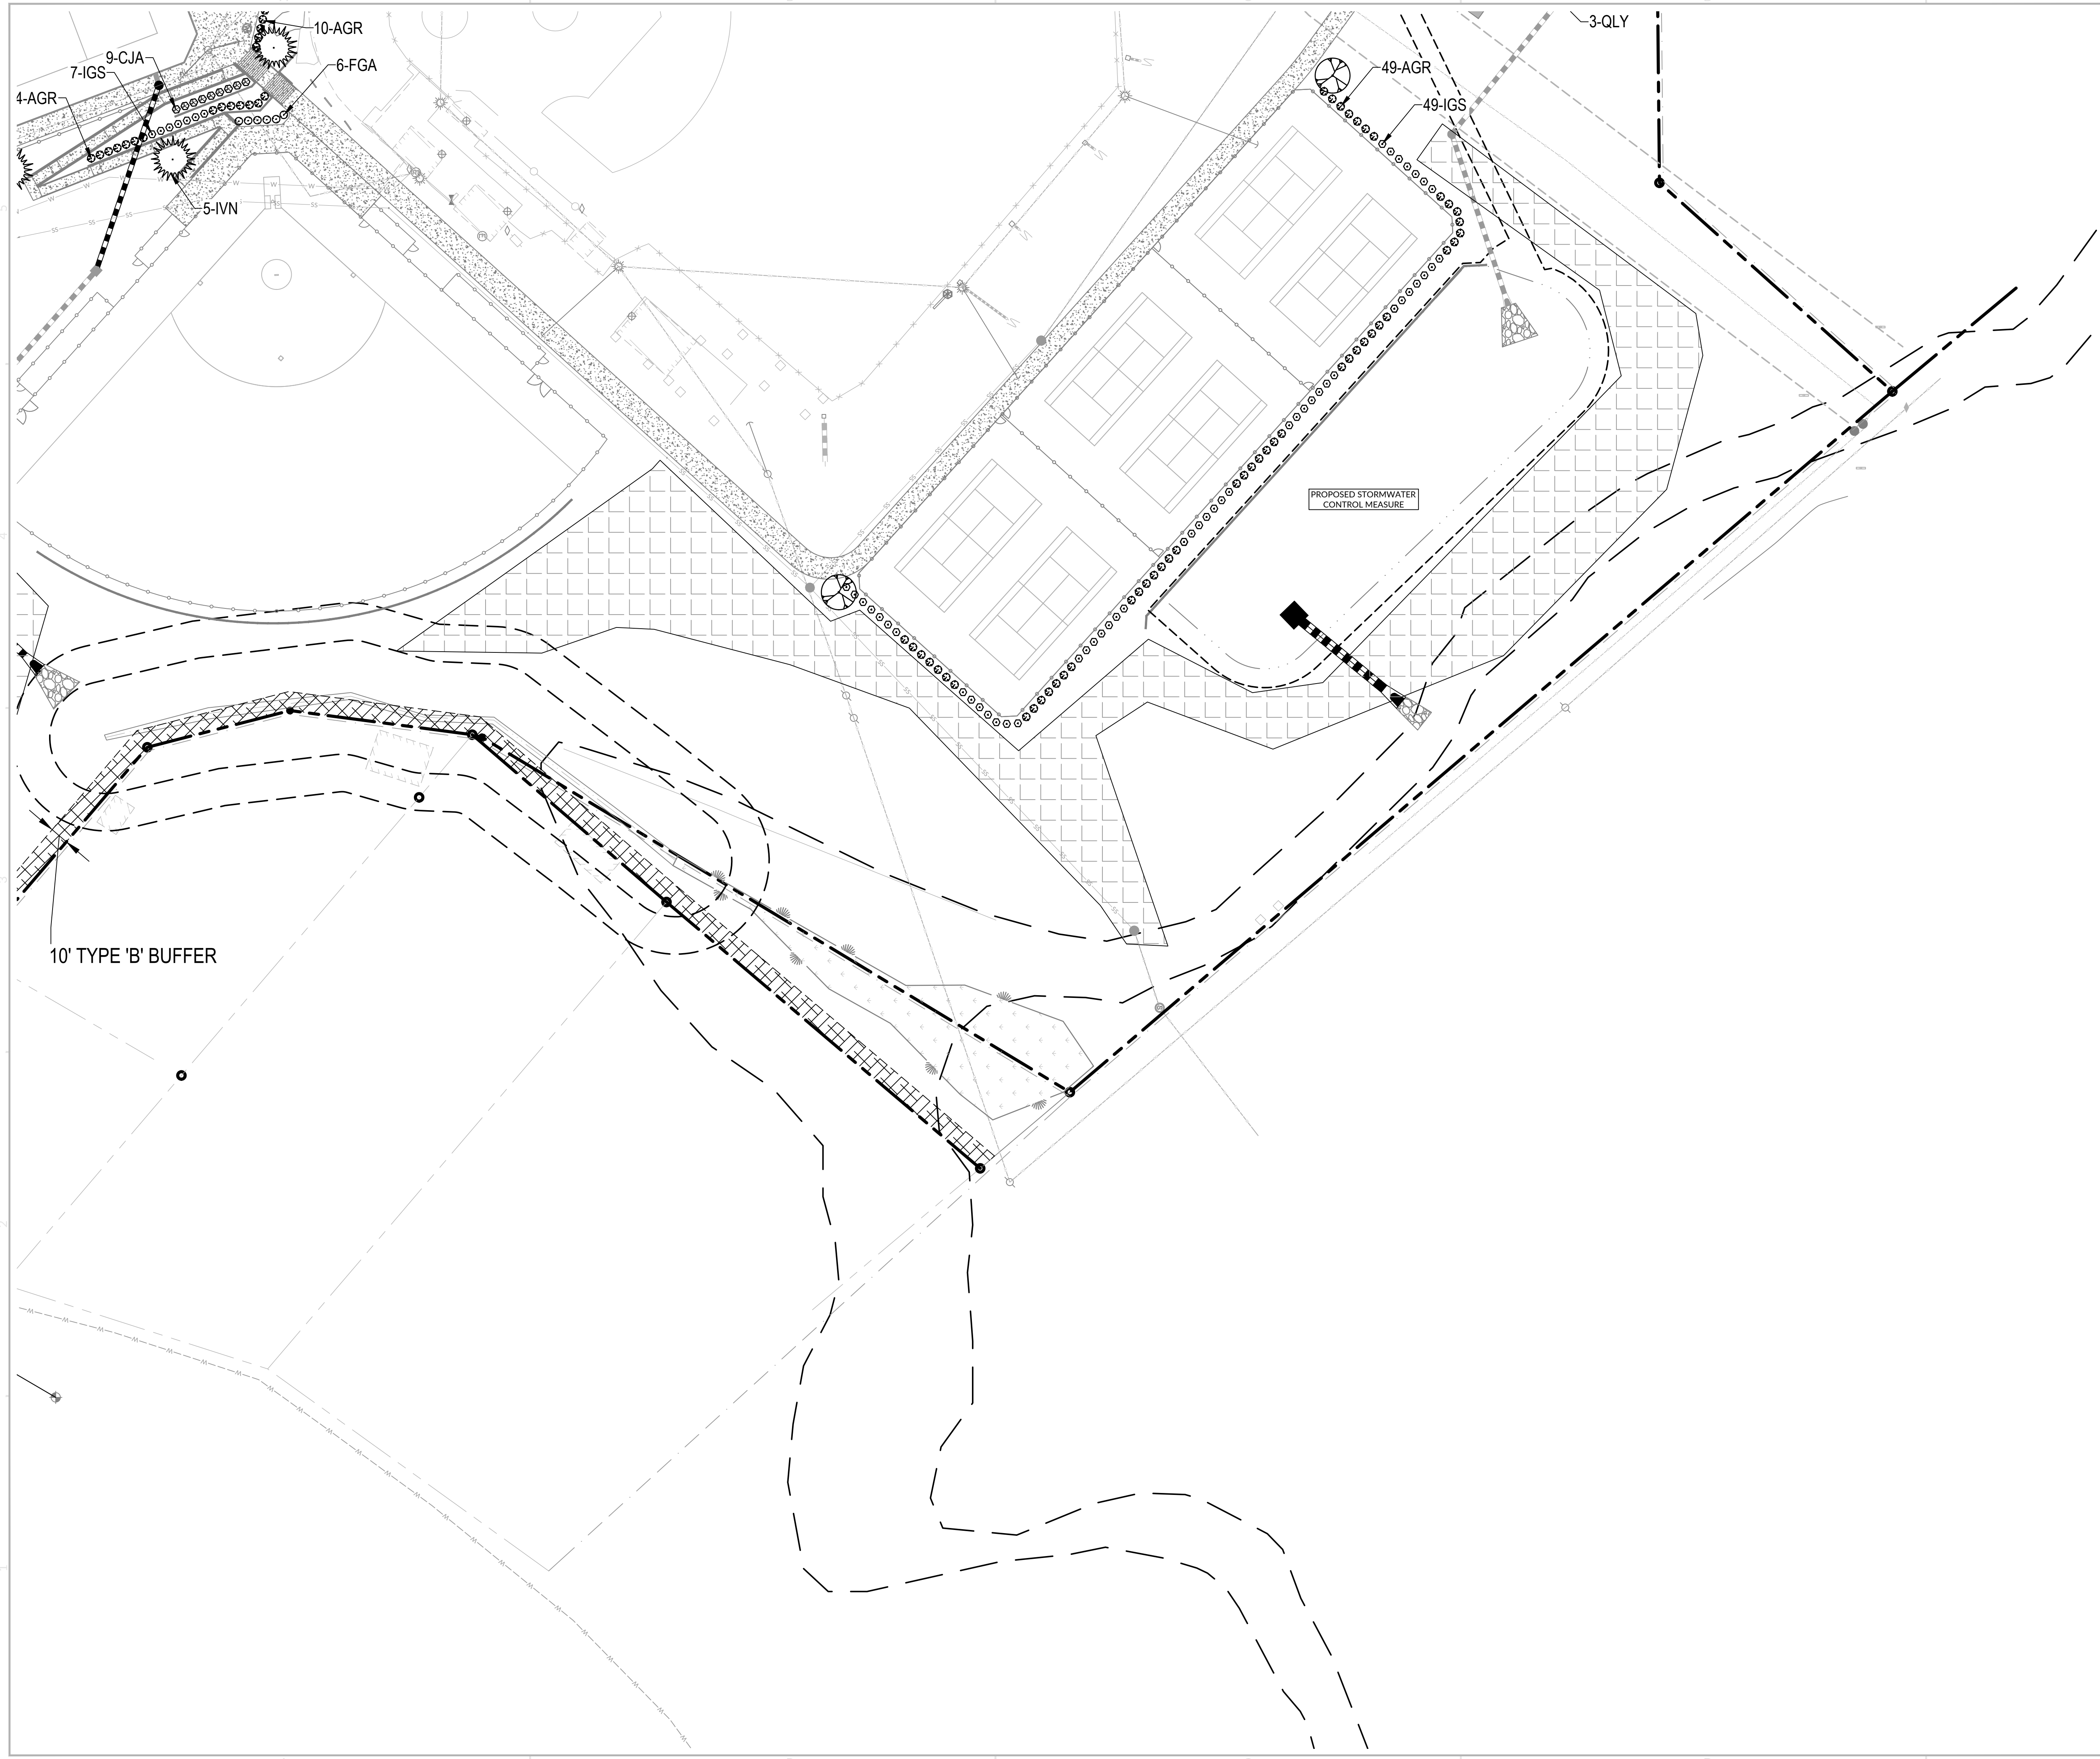 3-QLY
10-AGR
9-CJA
6-FGA
7-IGS
49-AGR
4-AGR
49-IGS
5-IVN
PROPOSED STORMWATER
CONTROL MEASURE
10' TYPE 'B' BUFFER